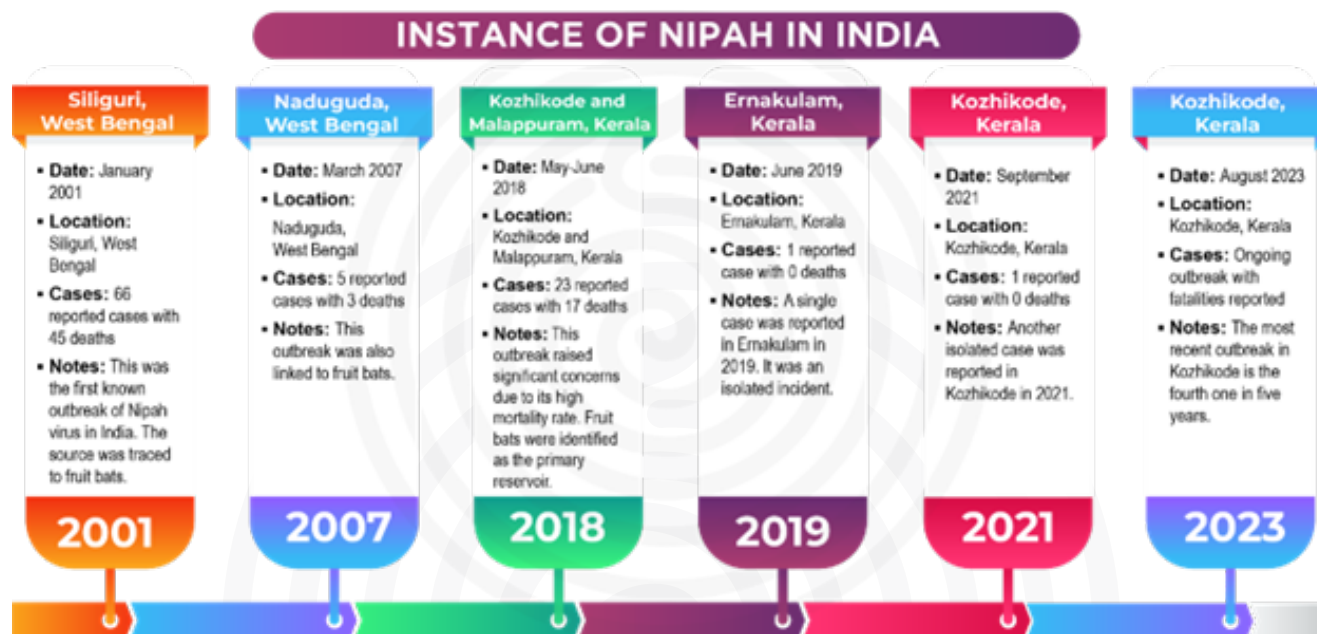 INSTANCE OF NIPAH IN INDIA
Siliguri,
West Bengal
▪ Date: January
2001
▪ Location:
Siliguri, West
Bengal
▪ Cases: 66
reported cases with
45 deaths
▪ Notes: This was
the first known
outbreak of Nipah
virus in India. The
source was traced
to fruit bats.
2001
Naduguda,
West Bengal
▪ Date: March 2007
▪ Location:
Naduguda,
West Bengal
▪ Cases: 5 reported
cases with 3 deaths
▪ Notes: This
outbreak was also
linked to fruit bats.
2007
Kozhikode and
Malappuram, Kerala
▪ Date: May-June
2018
▪ Location:
Kozhikode and
Malappuram, Kerala
▪ Cases: 23 reported
cases with 17 deaths
▪ Notes: This
outbreak raised
significant concerns
due to its high
mortality rate. Fruit
bats were identified
as the primary
reservoir.
2018
Ernakulam,
Kerala
▪ Date: June 2019
▪ Location:
Ernakulam, Kerala
▪ Cases: 1 reported
case with 0 deaths
▪ Notes: A single
case was reported
in Ernakulam in
2019. It was an
isolated incident.
2019
Kozhikode,
Kerala
▪ Date: September
2021
▪ Location:
Kozhikode, Kerala
▪ Cases: 1 reported
case with 0 deaths
▪ Notes: Another
isolated case was
reported in
Kozhikode in 2021.
2021
Kozhikode,
Kerala
▪ Date: August 2023
▪ Location:
Kozhikode, Kerala
▪ Cases: Ongoing
outbreak with
fatalities reported
▪ Notes: The most
recent outbreak in
Kozhikode is the
fourth one in five
years.
2023